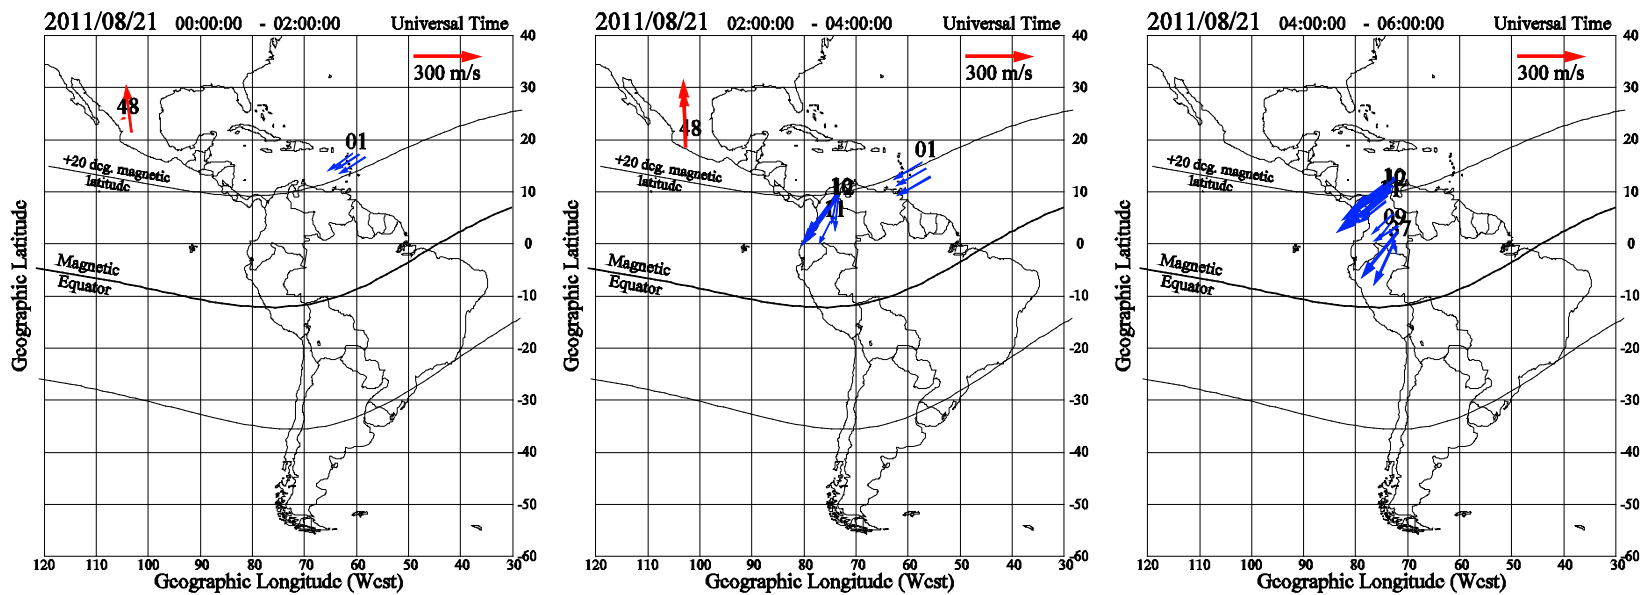 2011/08/21 00:00:00 - 02:00:00 Universal Time
300 m/s
48
01
+20 deg. magnetic
latitude
Magnetic
Equator
40
30
20
10
0
-10
-20
-30
-40
-50
-60
120 110 100 90 80 70 60 50 40 30
Geographic Longitude (West)
Geographic Latitude
2011/08/21 02:00:00 - 04:00:00 Universal Time
300 m/s
48
01
10
11
+20 deg. magnetic
latitude
Magnetic
Equator
40
30
20
10
0
-10
-20
-30
-40
-50
-60
120 110 100 90 80 70 60 50 40 30
Geographic Longitude (West)
Geographic Latitude
2011/08/21 04:00:00 - 06:00:00 Universal Time
300 m/s
10
09
7
+20 deg. magnetic
latitude
Magnetic
Equator
40
30
20
10
0
-10
-20
-30
-40
-50
-60
120 110 100 90 80 70 60 50 40 30
Geographic Longitude (West)
Geographic Latitude